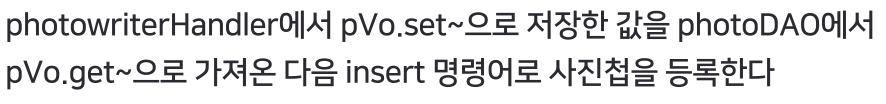 photowriterHandler에서 pVo.set~으로 저장한 값을 photoDAO에서
pVo.get~으로 가져온 다음 insert 명령어로 사진첩을 등록한다